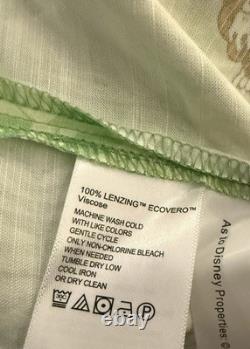 100% LENZING™ ECOVERO™
Viscose
MACHINE WASH COLD
WITH LIKE COLORS
GENTLE CYCLE
ONLY NON-CHLORINE BLEACH
WHEN NEEDED
TUMBLE DRY LOW
COOL IRON
OR DRY CLEAN
As to Disney Properties ©
ebay